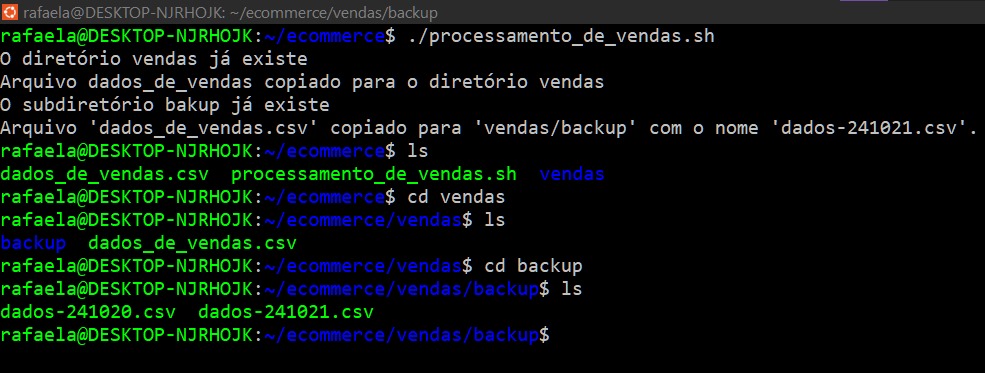 rafaela@DESKTOP-NJRHOJK: ~/ecommerce/vendas/backup
rafaela@DESKTOP-NJRHOJK:~/ecommerce$ ./processamento_de_vendas.sh
O diretório vendas já existe
Arquivo dados_de_vendas copiado para o diretório vendas
O subdiretório bakup já existe
Arquivo 'dados_de_vendas.csv' copiado para 'vendas/backup' com o nome 'dados-241021.csv'.
rafaela@DESKTOP-NJRHOJK:~/ecommerce$ ls
dados_de_vendas.csv  processamento_de_vendas.sh  vendas
rafaela@DESKTOP-NJRHOJK:~/ecommerce$ cd vendas
rafaela@DESKTOP-NJRHOJK:~/ecommerce/vendas$ ls
backup  dados_de_vendas.csv
rafaela@DESKTOP-NJRHOJK:~/ecommerce/vendas$ cd backup
rafaela@DESKTOP-NJRHOJK:~/ecommerce/vendas/backup$ ls
dados-241020.csv  dados-241021.csv
rafaela@DESKTOP-NJRHOJK:~/ecommerce/vendas/backup$